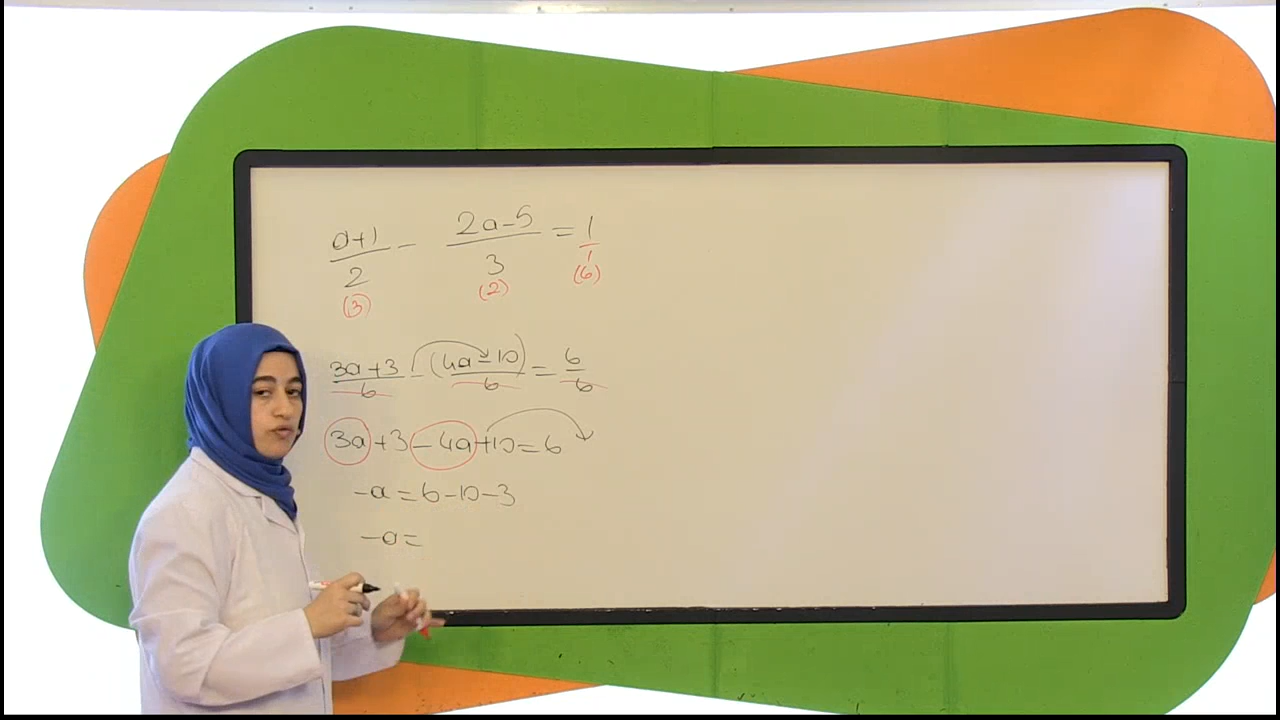 a+1/2 - 2a-5/3 = 1/1
(3) (2) (6)
3a+3/6 - (4a-10)/6 = 6/6
3a+3-4a+10=6
-a=6-10-3
-a=